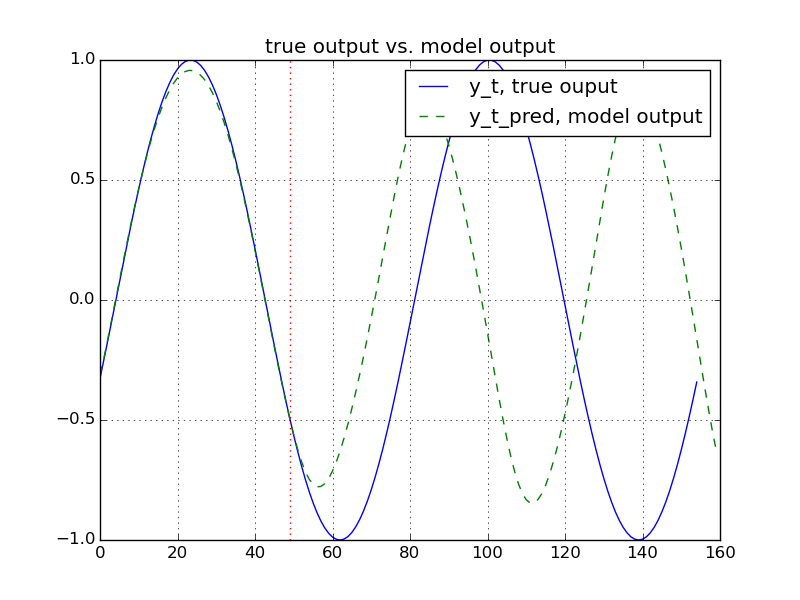 true output vs. model output
1.0
0.5
0.0
−0.5
−1.0
y_t, true ouput
y_t_pred, model output
0 20 40 60 80 100 120 140 160